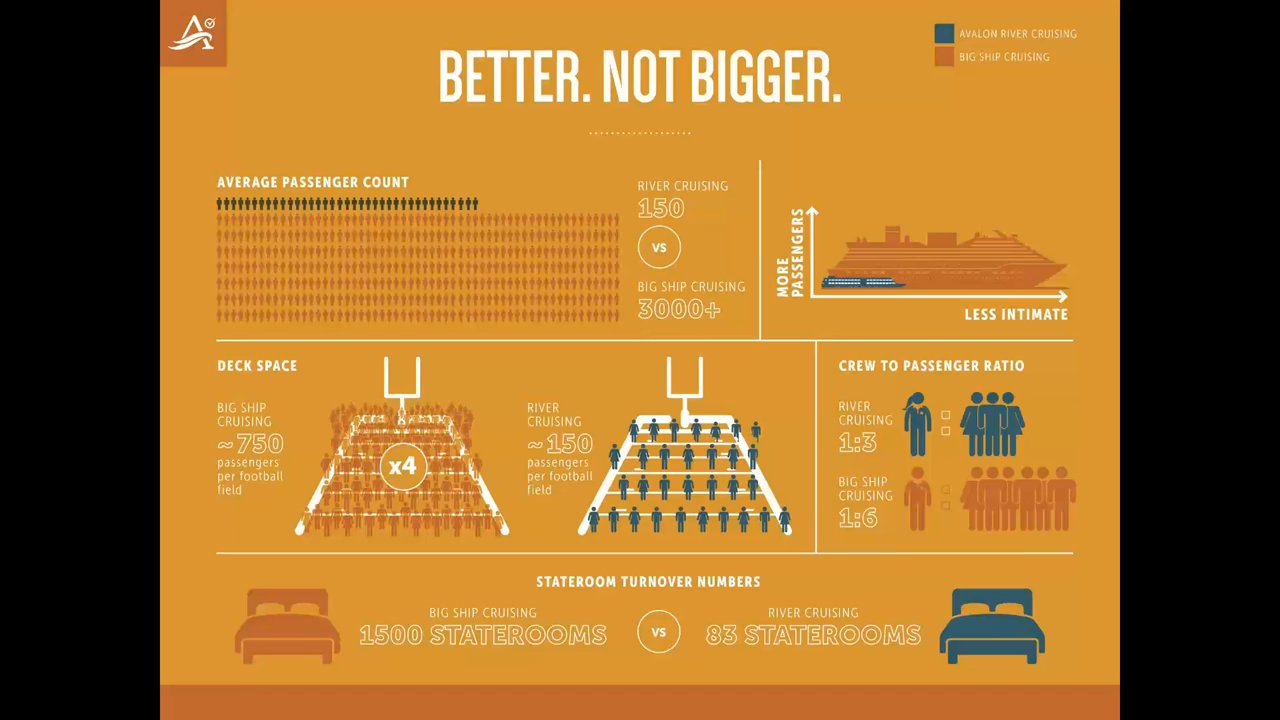 AVALON RIVER CRUISING
BIG SHIP CRUISING
BETTER. NOT BIGGER.
AVERAGE PASSENGER COUNT
RIVER CRUISING
150
VS
BIG SHIP CRUISING
3000+
MORE
PASSENGERS
LESS INTIMATE
DECK SPACE
BIG SHIP
CRUISING
~750
passengers
per football
field
x4
RIVER
CRUISING
~150
passengers
per football
field
CREW TO PASSENGER RATIO
RIVER
CRUISING
1:3
BIG SHIP
CRUISING
1:6
STATEROOM TURNOVER NUMBERS
BIG SHIP CRUISING
1500 STATEROOMS
VS
RIVER CRUISING
83 STATEROOMS